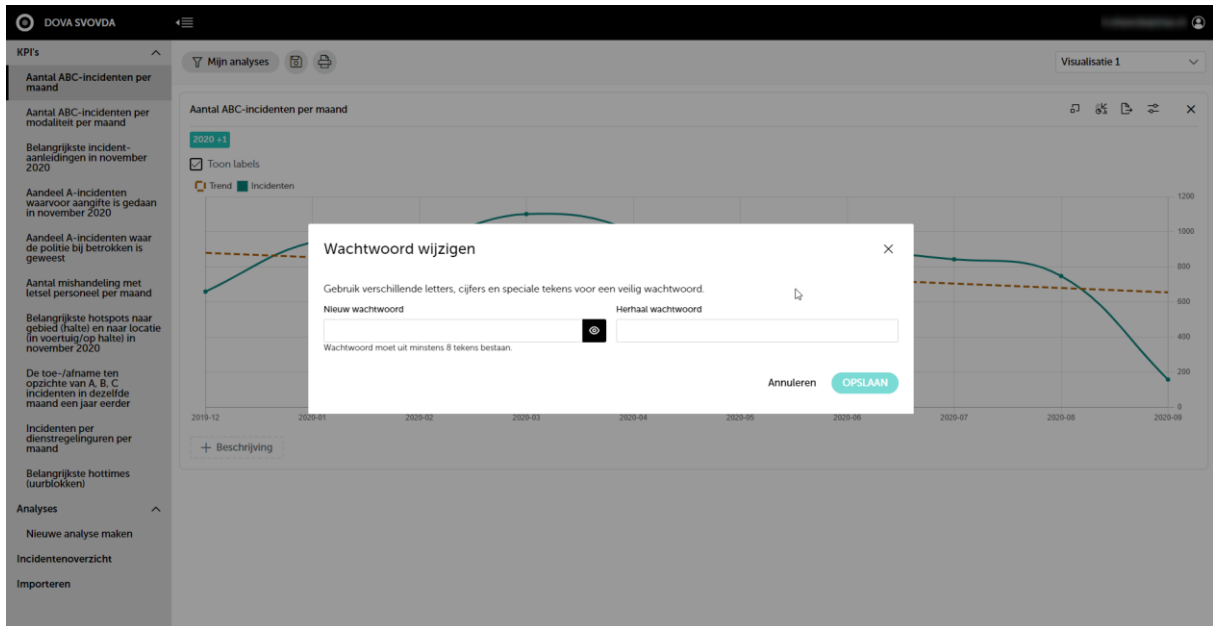 DOVA SVOVDA
KPI's
Aantal ABC-incidenten per
maand
Aantal ABC-incidenten per
modaliteit per maand
Belangrijkste incident-
aanleidingen in november
2020
Aandeel A-incidenten
waarvoor aangifte is gedaan
in november 2020
Aandeel A-incidenten waar
de politie bij betrokken is
geweest
Aantal mishandeling met
letsel personeel per maand
Belangrijkste hotspots naar
gebied (halte) en naar locatie
(in voertuig/op halte) in
november 2020
De toe-/afname ten
opzichte van A, B, C
incidenten in dezelfde
maand een jaar eerder
Incidenten per
dienstregelinguren per
maand
Belangrijkste hottimes
(uurblokken)
Analyses
Nieuwe analyse maken
Incidentenoverzicht
Importeren
Mijn analyses
Visualisatie 1
Aantal ABC-incidenten per maand
2020 +1
Toon labels
Trend Incidenten
1200
1000
800
600
400
200
0
2019-12 2020-01 2020-02 2020-03 2020-04 2020-05 2020-06 2020-07 2020-08 2020-09
+ Beschrijving
Wachtwoord wijzigen
Gebruik verschillende letters, cijfers en speciale tekens voor een veilig wachtwoord.
Nieuw wachtwoord Herhaal wachtwoord
Wachtwoord moet uit minstens 8 tekens bestaan.
Annuleren OPSLAAN